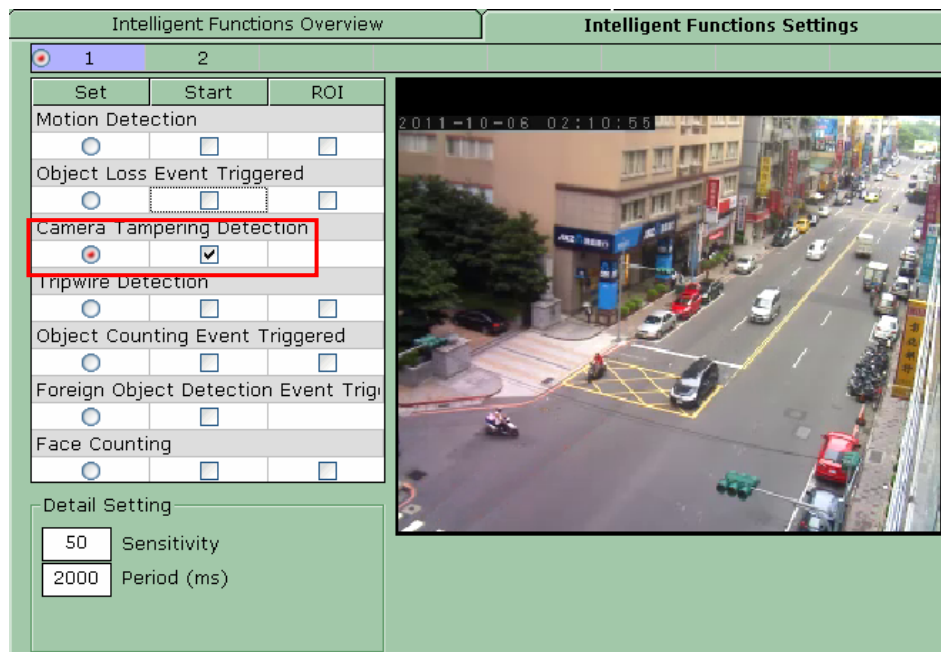 Intelligent Functions Overview
Intelligent Functions Settings
1 2
Set Start ROI
Motion Detection
Object Loss Event Triggered
Camera Tampering Detection
Tripwire Detection
Object Counting Event Triggered
Foreign Object Detection Event Trig
Face Counting
Detail Setting
50 Sensitivity
2000 Period (ms)
2011-10-06 02:10:55